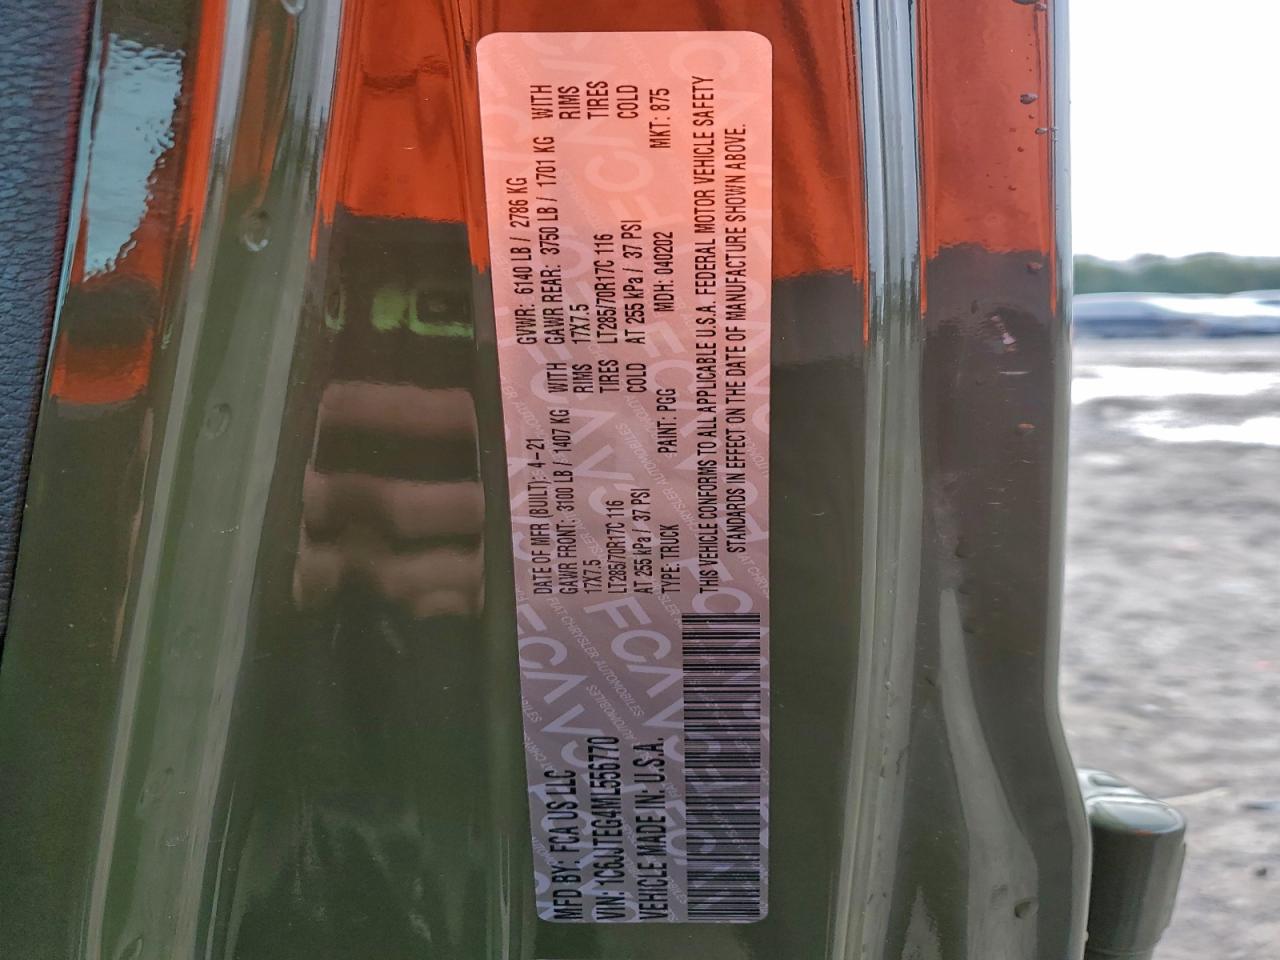 MFD BY: FCA US LLC
DATE OF MFR (BUILT): 4-21
GVWR: 6140 LB / 2786 KG
VIN: 1C6JJTEG4ML556770
GAWR FRONT: 3100 LB / 1407 KG WITH
GAWR REAR: 3750 LB / 1701 KG WITH
17X7.5 RIMS
17X7.5 RIMS
LT285/70R17C 116 TIRES
LT285/70R17C 116 TIRES
AT 255 kPa / 37 PSI COLD
AT 255 kPa / 37 PSI COLD
VEHICLE MADE IN: U.S.A.
TYPE: TRUCK
PAINT: PGG
MDH: 040202
MKT: 875
THIS VEHICLE CONFORMS TO ALL APPLICABLE U.S.A. FEDERAL MOTOR VEHICLE SAFETY
STANDARDS IN EFFECT ON THE DATE OF MANUFACTURE SHOWN ABOVE.